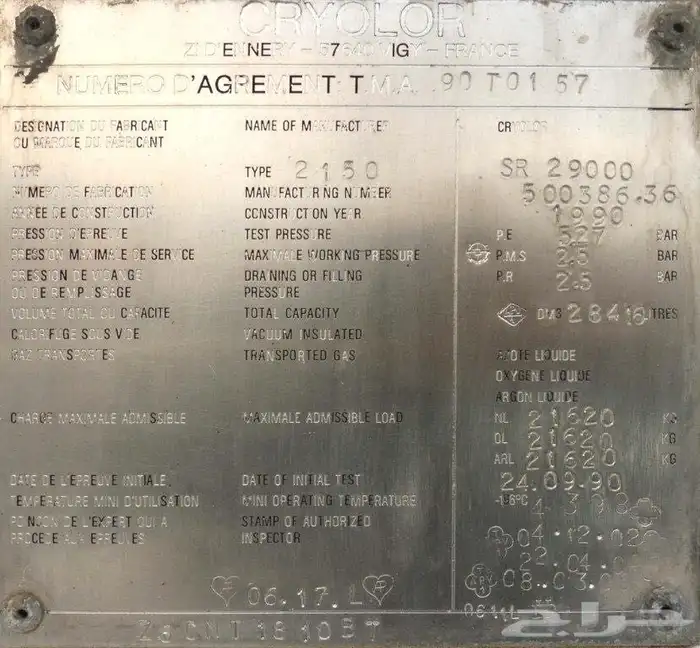 CRYOLOR
ZI D'ENNERY - 57640 VIGY - FRANCE
NUMERO D'AGREMENT: T.M.A. 90 T01 57
DESIGNATION DU FABRICANT NAME OF MANUFACTURER CRYOLOR
OU MARQUE DU FABRICANT
TYPE TYPE 2150 SR 29000
NUMERO DE FABRICATION MANUFACTURING NUMBER 500386.36
ANNEE DE CONSTRUCTION CONSTRUCTION YEAR 1990
PRESSION D'EPREUVE TEST PRESSURE P.E BAR
PRESSION MAXIMALE DE SERVICE MAXIMALE WORKING PRESSURE P.M.S 2.5 BAR
PRESSION DE VIDANGE DRAINING OR FILLING P.R 2.5 BAR
OU DE REMPLISSAGE PRESSURE
VOLUME TOTAL OU CAPACITE TOTAL CAPACITY DM3 28416 LITRES
CALORIFUGE SOUS VIDE VACUUM INSULATED
GAZ TRANSPORTES TRANSPORTED GAS AZOTE LIQUIDE
OXYGENE LIQUIDE
ARGON LIQUIDE
CHARGE MAXIMALE ADMISSIBLE MAXIMALE ADMISSIBLE LOAD NL 21620 KG
OL 21620 KG
ARL 21620 KG
DATE DE L'EPREUVE INITIALE DATE OF INITIAL TEST 24.09.90
TEMPERATURE MINI D'UTILISATION MINI OPERATING TEMPERATURE -196°C
POINÇON DE L'EXPERT QUI A STAMP OF AUTHORIZED
PROCEDE AUX EPREUVES INSPECTOR
04.12.02
22.04.0
08.03.0
06.17.L
حراج